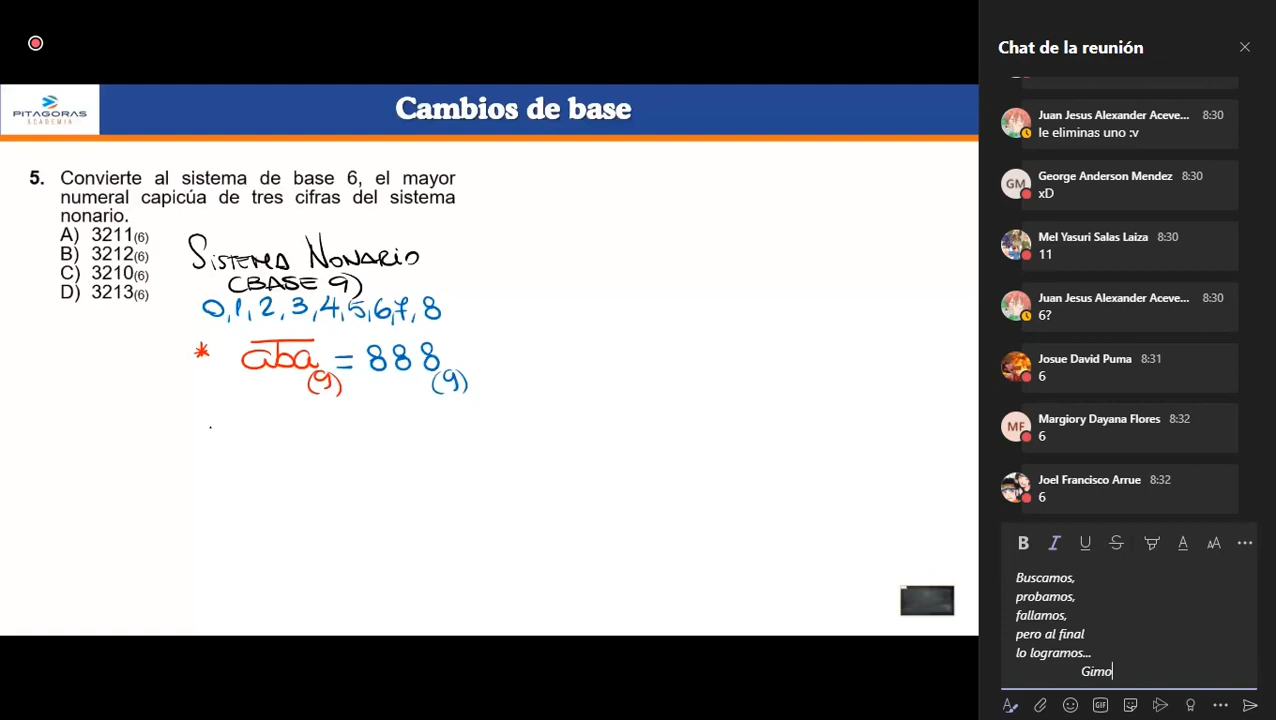 PITAGORAS
ACADEMIA
Cambios de base
5. Convierte al sistema de base 6, el mayor
numeral capicúa de tres cifras del sistema
nonario.
A) 3211(6)
B) 3212(6)
C) 3210(6)
D) 3213(6)
SISTEMA NONARIO
(BASE 9)
0,1,2,3,4,5,6,7,8
* aba(9) = 888(9)
Chat de la reunión
Juan Jesus Alexander Aceve... 8:30
le eliminas uno :v
GM George Anderson Mendez 8:30
xD
Mel Yasuri Salas Laiza 8:30
11
Juan Jesus Alexander Aceve... 8:30
6?
Josue David Puma 8:31
6
MF Margiory Dayana Flores 8:32
6
Joel Francisco Arrue 8:32
6
B I U S A AA ...
Buscamos,
probamos,
fallamos,
pero al final
lo logramos...
Gimo
GIF